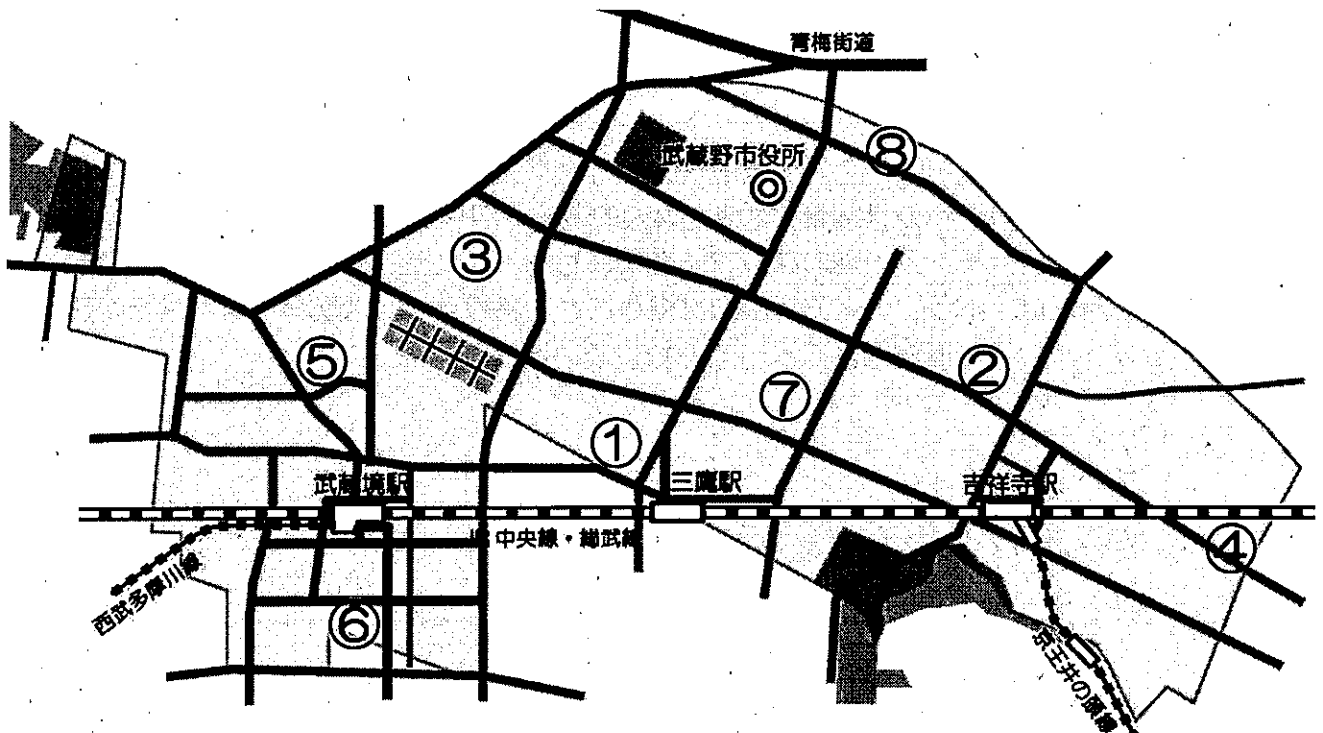 青梅街道
⑧
武蔵野市役所
③
⑤
②
⑦
①
武蔵境駅
三鷹駅
吉祥寺駅
中央線・総武線
④
西武多摩川線
⑥
京王井の頭線